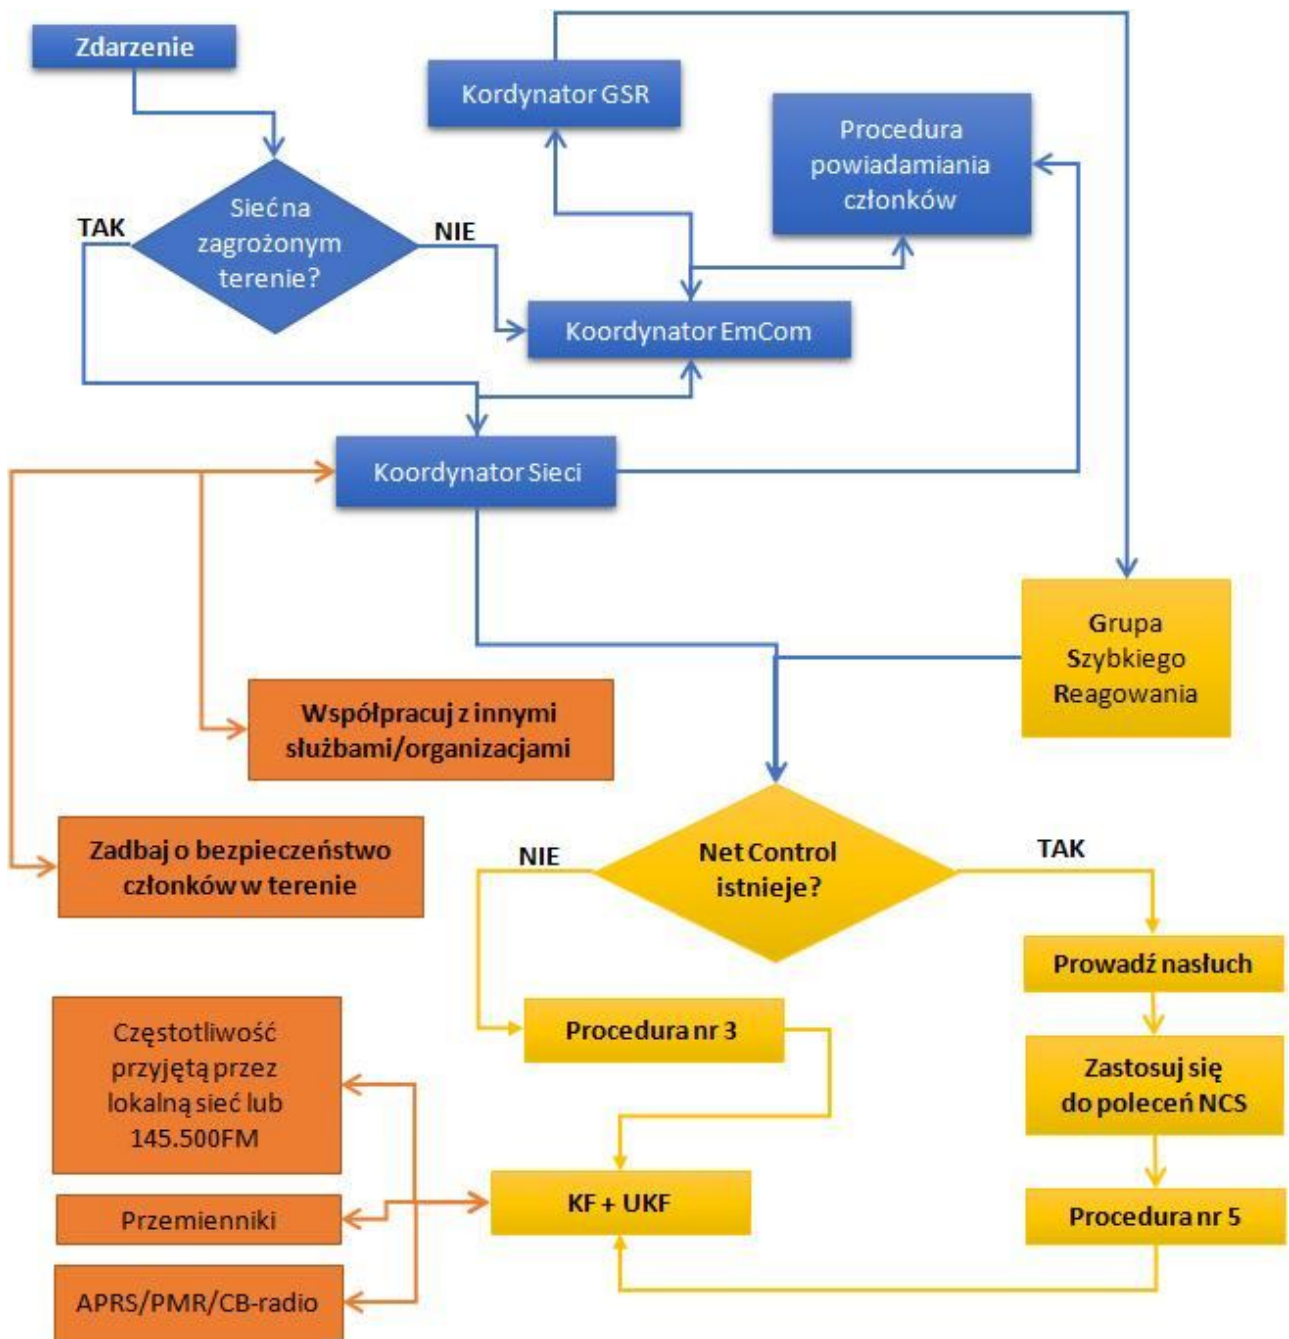 Zdarzenie
Kordynator GSR
Procedura
powiadamiania
członków
Sieć na
zagrożonym
terenie?
TAK
NIE
Koordynator EmCom
Koordynator Sieci
Grupa
Szybkiego
Reagowania
Współpracuj z innymi
służbami/organizacjami
Zadbaj o bezpieczeństwo
członków w terenie
Net Control
istnieje?
NIE
TAK
Prowadź nasłuch
Procedura nr 3
Zastosuj się
do poleceń NCS
Częstotliwość
przyjętą przez
lokalną sieć lub
145.500FM
KF + UKF
Procedura nr 5
Przemienniki
APRS/PMR/CB-radio